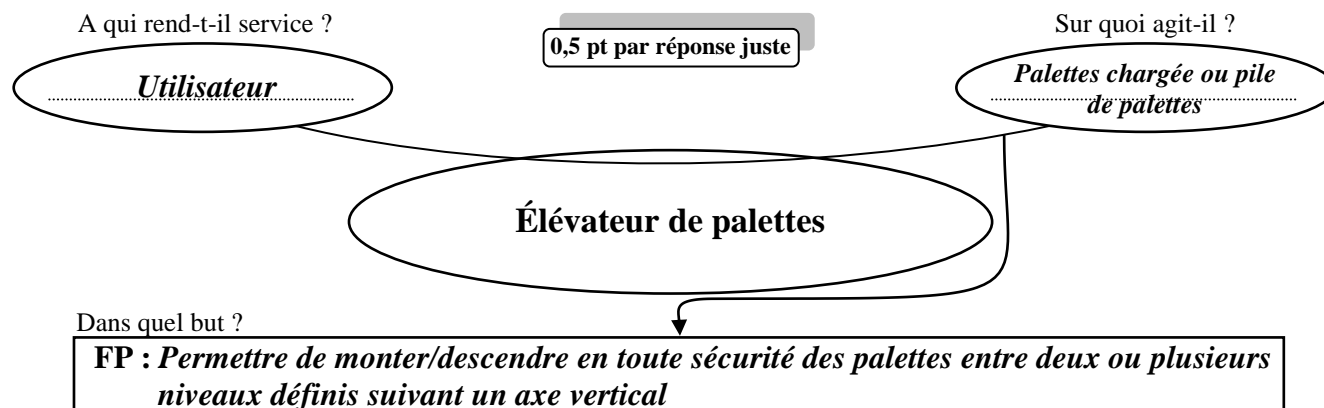 A qui rend-t-il service ?
0,5 pt par réponse juste
Sur quoi agit-il ?
Utilisateur
Palettes chargée ou pile
de palettes
Élévateur de palettes
Dans quel but ?
FP : Permettre de monter/descendre en toute sécurité des palettes entre deux ou plusieurs
niveaux définis suivant un axe vertical